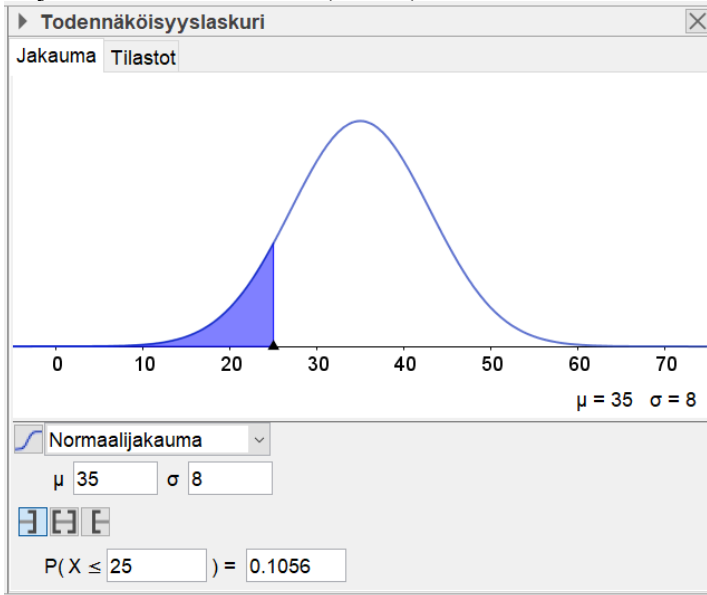 Todennäköisyyslaskuri
Jakauma Tilastot
0 10 20 30 40 50 60 70
μ = 35 σ = 8
Normaalijakauma
μ 35 σ 8
P( X ≤ 25 ) = 0.1056